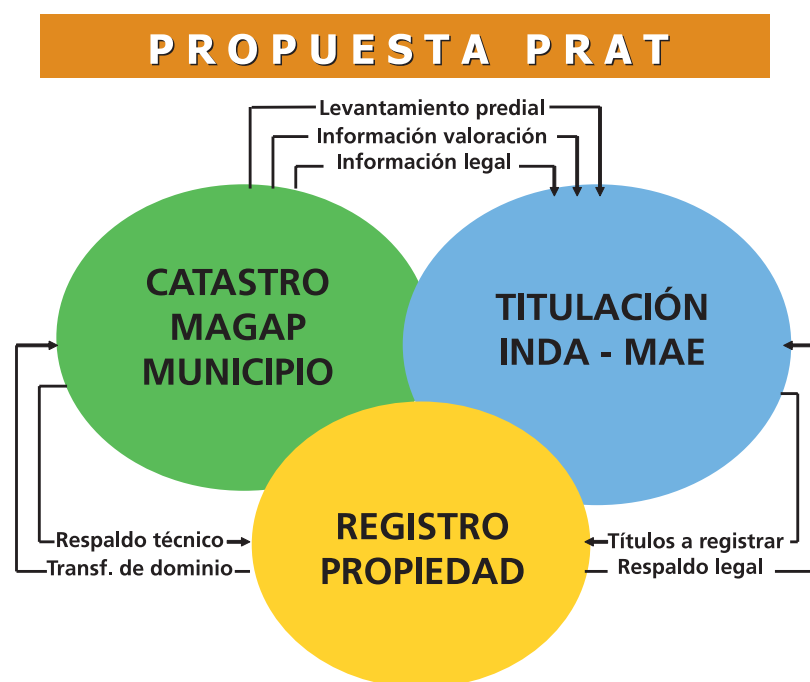 PROPUESTA PRAT
Levantamiento predial
Información valoración
Información legal
CATASTRO
MAGAP
MUNICIPIO
TITULACIÓN
INDA - MAE
REGISTRO
PROPIEDAD
Respaldo técnico
Transf. de dominio
Títulos a registrar
Respaldo legal